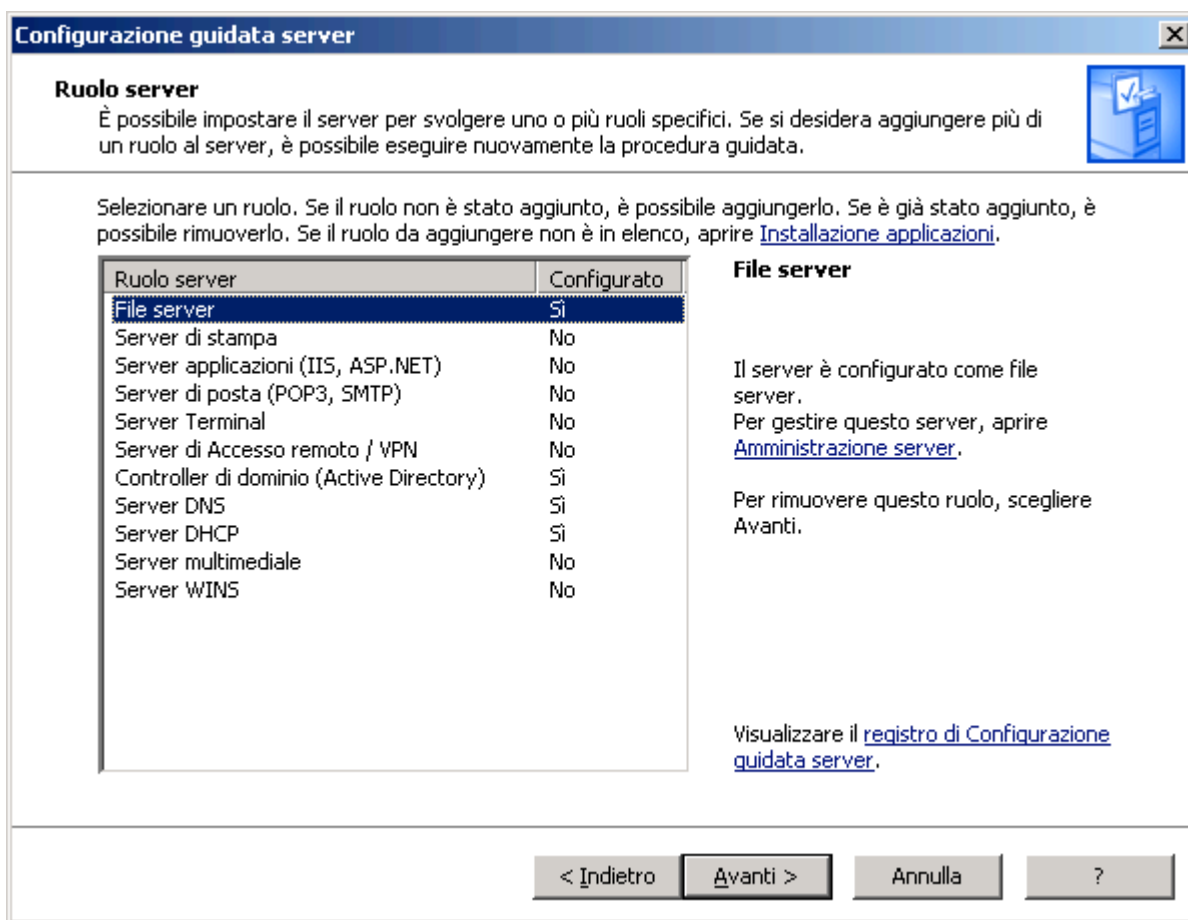 Configurazione guidata server
Ruolo server
È possibile impostare il server per svolgere uno o più ruoli specifici. Se si desidera aggiungere più di
un ruolo al server, è possibile eseguire nuovamente la procedura guidata.
Selezionare un ruolo. Se il ruolo non è stato aggiunto, è possibile aggiungerlo. Se è già stato aggiunto, è
possibile rimuoverlo. Se il ruolo da aggiungere non è in elenco, aprire Installazione applicazioni.
Ruolo server Configurato
File server Sì
Server di stampa No
Server applicazioni (IIS, ASP.NET) No
Server di posta (POP3, SMTP) No
Server Terminal No
Server di Accesso remoto / VPN No
Controller di dominio (Active Directory) Sì
Server DNS Sì
Server DHCP Sì
Server multimediale No
Server WINS No
File server
Il server è configurato come file
server.
Per gestire questo server, aprire
Amministrazione server.
Per rimuovere questo ruolo, scegliere
Avanti.
Visualizzare il registro di Configurazione
guidata server.
< Indietro Avanti > Annulla ?